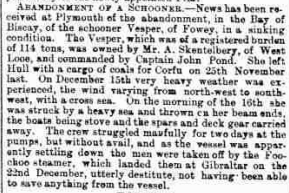 ABANDONMENT OF A SCHOONER.—News has been re-
ceived at Plymouth of the abandonment, in the Bay of
Biscay, of the schooner Vesper, of Fowey, in a sinking
condition. The Vesper, which was of a registered burden
of 114 tons, was owned by Mr. A. Skentelbery, of West
Looe, and commanded by Captain John Pond. She left
Hull with a cargo of coals for Corfu on 25th November
last. On December 15th very heavy weather was ex-
perienced, the wind varying from north-west to south-
west, with a cross sea. On the morning of the 16th she
was struck by a heavy sea and thrown on her beam ends,
the boats being stove and the spars and deck gear carried
away. The crew struggled manfully for two days at the
pumps, but without avail, and as the vessel was appar-
ently settling down the men were taken off by the Foo-
choo steamer, which landed them at Gibraltar on the
22nd December, utterly destitute, not having been able
to save anything from the vessel.